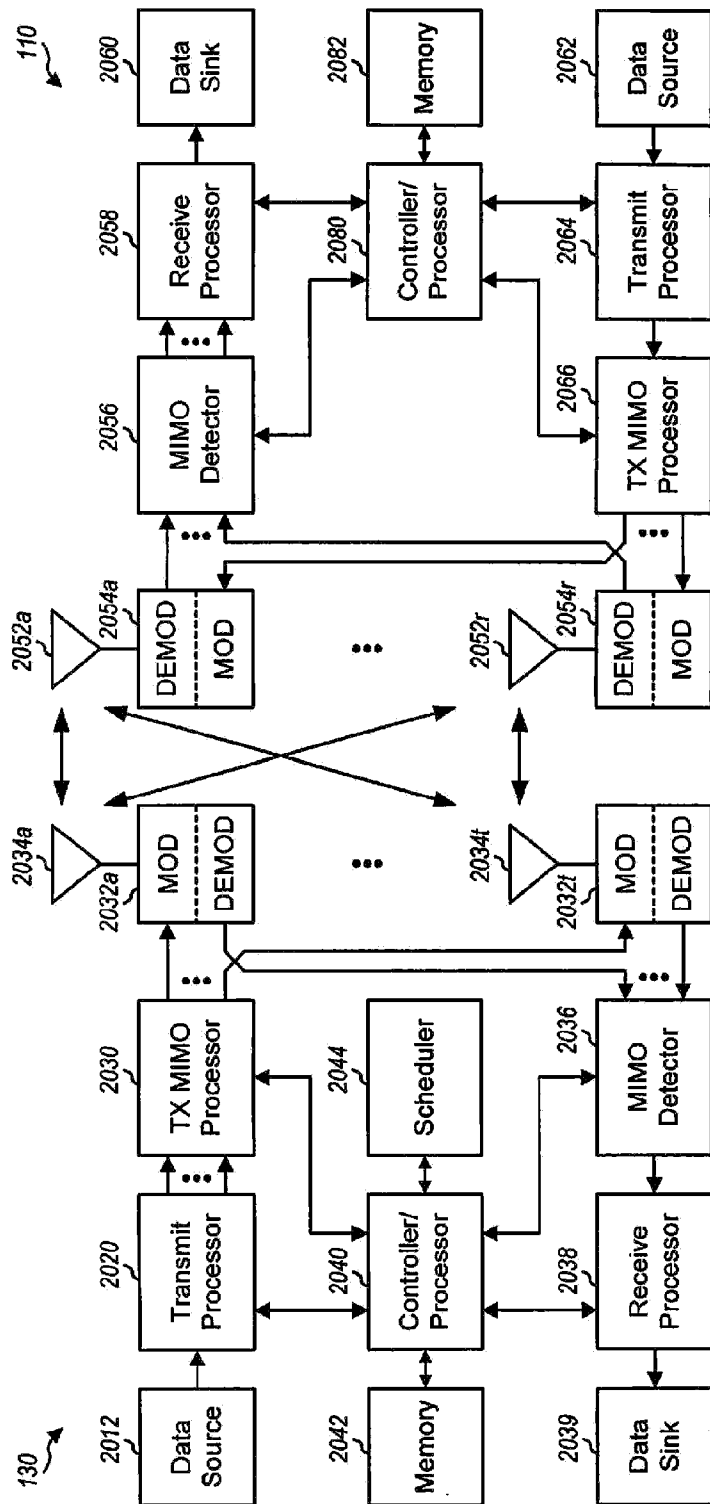 130
110
2012
Data
Source
2020
Transmit
Processor
2030
TX MIMO
Processor
2032a
MOD
DEMOD
2034a
2052a
2054a
DEMOD
MOD
2056
MIMO
Detector
2058
Receive
Processor
2060
Data
Sink
2042
Memory
2040
Controller/
Processor
2044
Scheduler
2080
Controller/
Processor
2082
Memory
2039
Data
Sink
2038
Receive
Processor
2036
MIMO
Detector
2032t
MOD
DEMOD
2034t
2052r
2054r
DEMOD
MOD
2066
TX MIMO
Processor
2064
Transmit
Processor
2062
Data
Source